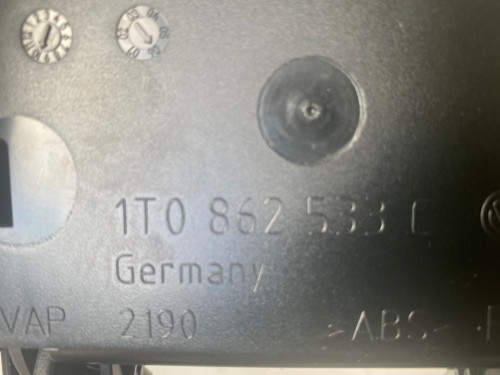 1T0 862 533 C
Germany
VAP 2190 >ABS<